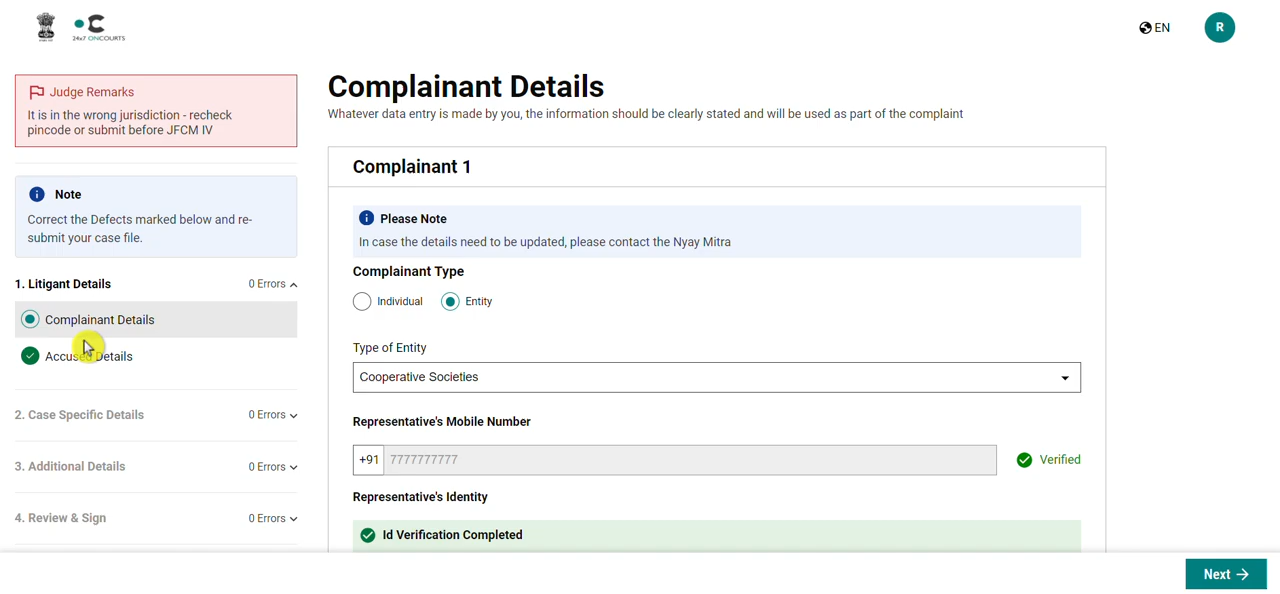 24x7 ONCOURTS
EN
R
Judge Remarks
It is in the wrong jurisdiction - recheck
pincode or submit before JFCM IV
Note
Correct the Defects marked below and re-
submit your case file.
1. Litigant Details 0 Errors
Complainant Details
Accused Details
2. Case Specific Details 0 Errors
3. Additional Details 0 Errors
4. Review & Sign 0 Errors
Complainant Details
Whatever data entry is made by you, the information should be clearly stated and will be used as part of the complaint
Complainant 1
Please Note
In case the details need to be updated, please contact the Nyay Mitra
Complainant Type
Individual Entity
Type of Entity
Cooperative Societies
Representative's Mobile Number
+91 7777777777 Verified
Representative's Identity
Id Verification Completed
Next